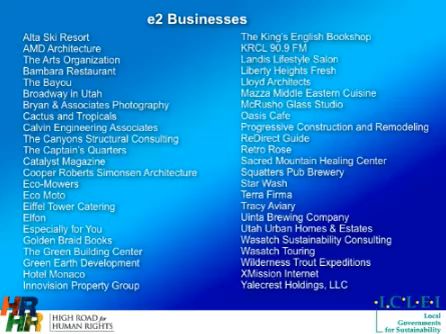 e2 Businesses
Alta Ski Resort
AMD Architecture
The Arts Organization
Bambara Restaurant
The Bayou
Broadway in Utah
Bryan & Associates Photography
Cactus and Tropicals
Calvin Engineering Associates
The Canyons Structural Consulting
The Captain's Quarters
Catalyst Magazine
Cooper Roberts Simonsen Architecture
Eco-Mowers
Eco Moto
Eiffel Tower Catering
Elfon
Especially for You
Golden Braid Books
The Green Building Center
Green Earth Development
Hotel Monaco
Innovision Property Group
The King's English Bookshop
KRCL 90.9 FM
Landis Lifestyle Salon
Liberty Heights Fresh
Lloyd Architects
Mazza Middle Eastern Cuisine
McRusho Glass Studio
Oasis Cafe
Progressive Construction and Remodeling
ReDirect Guide
Retro Rose
Sacred Mountain Healing Center
Squatters Pub Brewery
Star Wash
Terra Firma
Tracy Aviary
Uinta Brewing Company
Utah Urban Homes & Estates
Wasatch Sustainability Consulting
Wasatch Touring
Wilderness Trout Expeditions
XMission Internet
Yalecrest Holdings, LLC
HR
HR
HIGH ROAD for
HUMAN RIGHTS
I.C.L.E.I
Local
Governments
for Sustainability